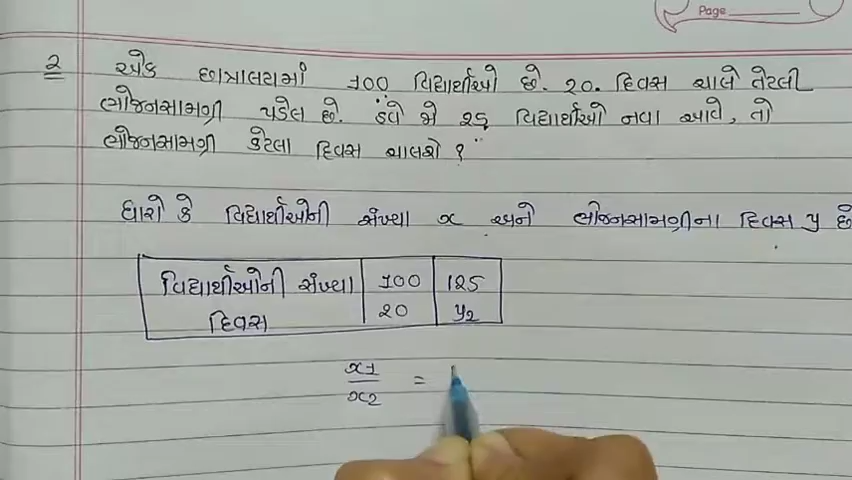 Page
૨ એક છાત્રાલયમાં 100 વિદ્યાર્થીઓ છે. ૨૦ દિવસ ચાલે તેટલી
ભોજનસામગ્રી પડેલ છે. હવે જો ૨૫ વિદ્યાર્થીઓ નવા આવે, તો
ભોજનસામગ્રી કેટલા દિવસ ચાલશે ?
ધારો કે વિદ્યાર્થીઓની સંખ્યા x અને ભોજનસામગ્રીના દિવસ y છે
વિદ્યાર્થીઓની સંખ્યા 100 125
દિવસ 20 y2
x1
x2 =